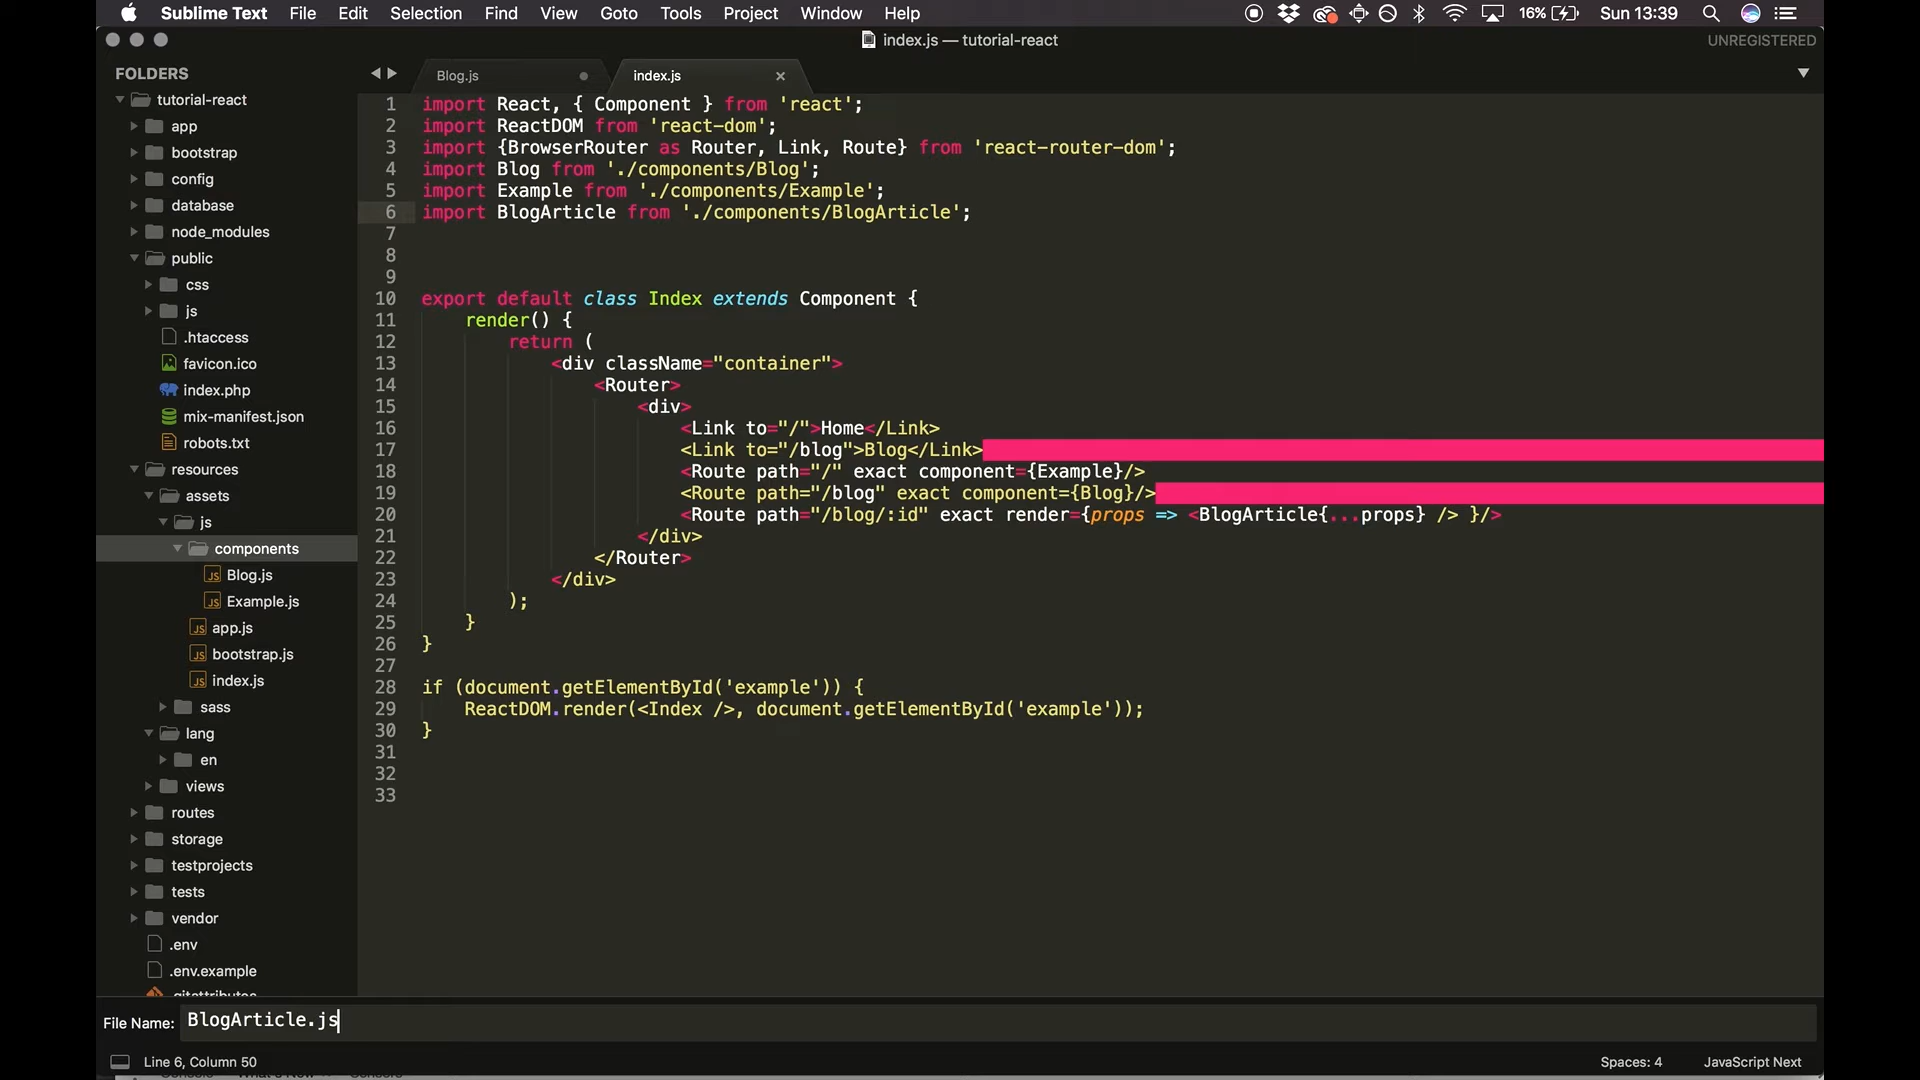 Sublime Text File Edit Selection Find View Goto Tools Project Window Help 16% Sun 13:39
index.js — tutorial-react UNREGISTERED
FOLDERS
tutorial-react
app
bootstrap
config
database
node_modules
public
css
js
.htaccess
favicon.ico
index.php
mix-manifest.json
robots.txt
resources
assets
js
components
Blog.js
Example.js
app.js
bootstrap.js
index.js
sass
lang
en
views
routes
storage
testprojects
tests
vendor
.env
.env.example
.gitattributes
Blog.js index.js
1 import React, { Component } from 'react';
2 import ReactDOM from 'react-dom';
3 import {BrowserRouter as Router, Link, Route} from 'react-router-dom';
4 import Blog from './components/Blog';
5 import Example from './components/Example';
6 import BlogArticle from './components/BlogArticle';
7
8
9
10 export default class Index extends Component {
11 render() {
12 return (
13 <div className="container">
14 <Router>
15 <div>
16 <Link to="/">Home</Link>
17 <Link to="/blog">Blog</Link>
18 <Route path="/" exact component={Example}/>
19 <Route path="/blog" exact component={Blog}/>
20 <Route path="/blog/:id" exact render={props => <BlogArticle{...props} /> }/>
21 </div>
22 </Router>
23 </div>
24 );
25 }
26 }
27
28 if (document.getElementById('example')) {
29 ReactDOM.render(<Index />, document.getElementById('example'));
30 }
31
32
33
File Name: BlogArticle.js
Line 6, Column 50 Spaces: 4 JavaScript Next